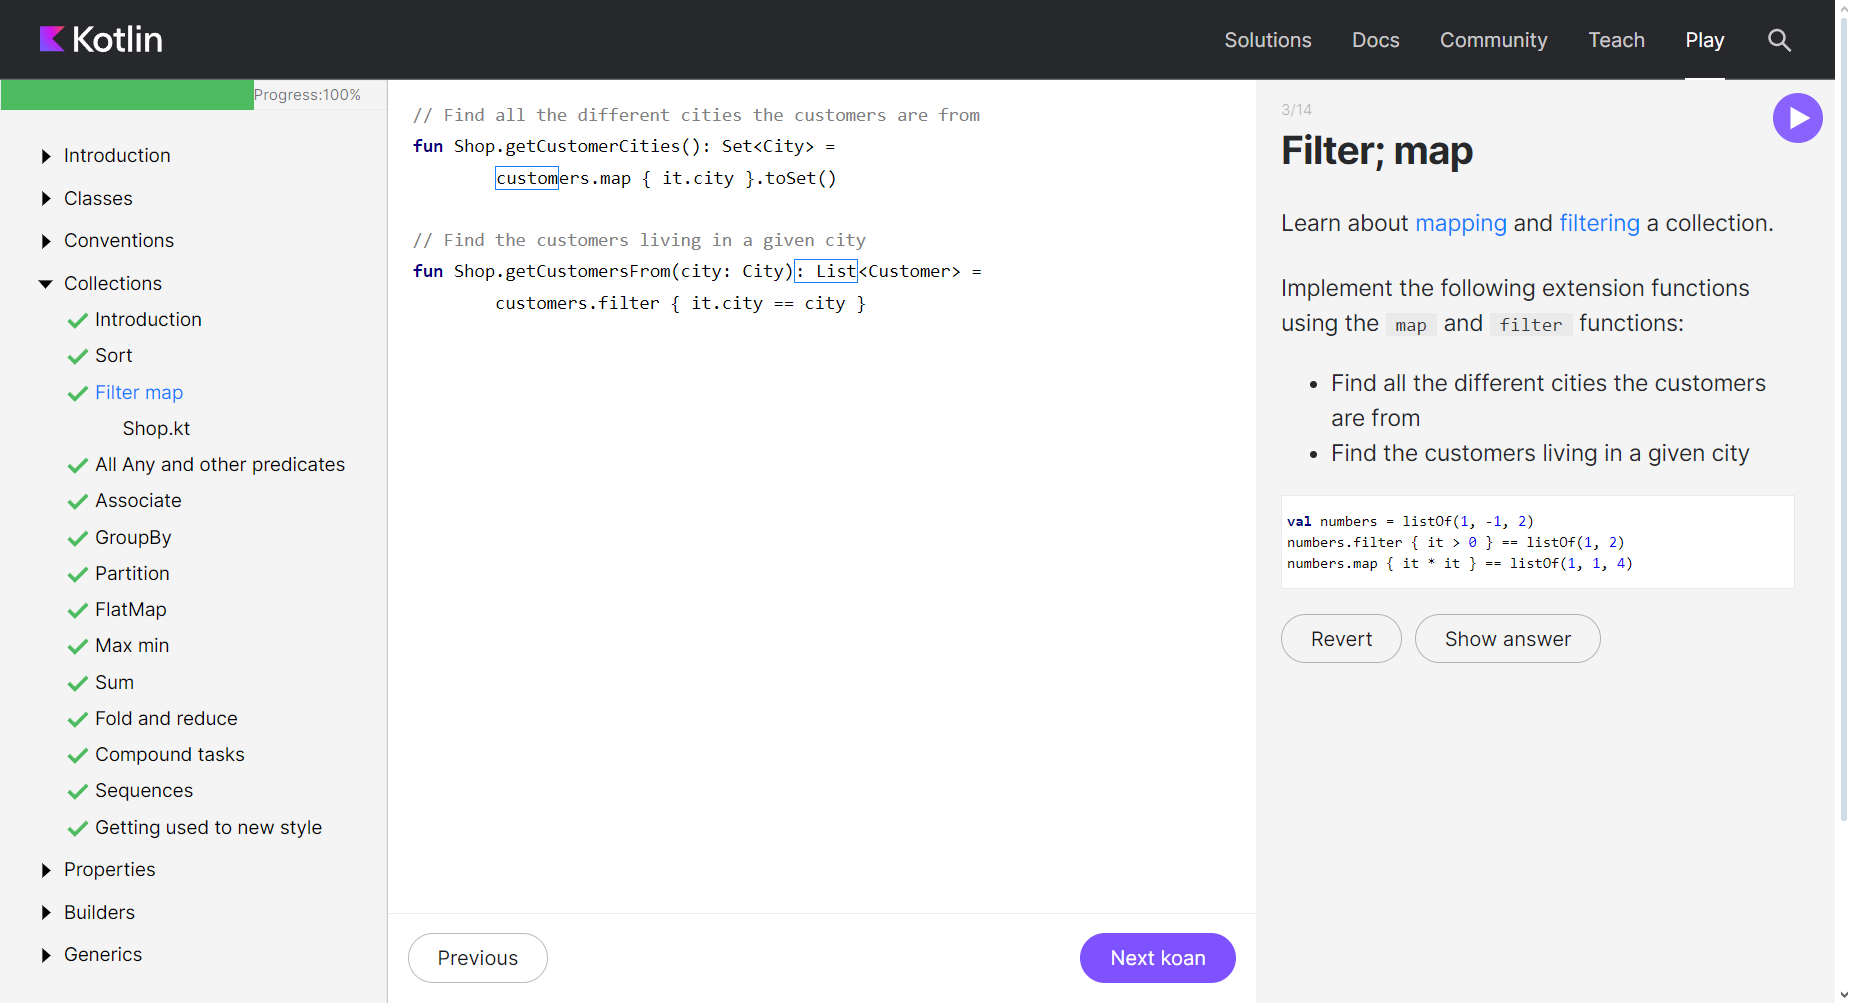 Kotlin
Solutions Docs Community Teach Play
Progress:100%
Introduction
Classes
Conventions
Collections
Introduction
Sort
Filter map
Shop.kt
All Any and other predicates
Associate
GroupBy
Partition
FlatMap
Max min
Sum
Fold and reduce
Compound tasks
Sequences
Getting used to new style
Properties
Builders
Generics
// Find all the different cities the customers are from
fun Shop.getCustomerCities(): Set<City> =
        customers.map { it.city }.toSet()
// Find the customers living in a given city
fun Shop.getCustomersFrom(city: City): List<Customer> =
        customers.filter { it.city == city }
Previous
Next koan
3/14
Filter; map
Learn about mapping and filtering a collection.
Implement the following extension functions
using the map and filter functions:
• Find all the different cities the customers
are from
• Find the customers living in a given city
val numbers = listOf(1, -1, 2)
numbers.filter { it > 0 } == listOf(1, 2)
numbers.map { it * it } == listOf(1, 1, 4)
Revert
Show answer